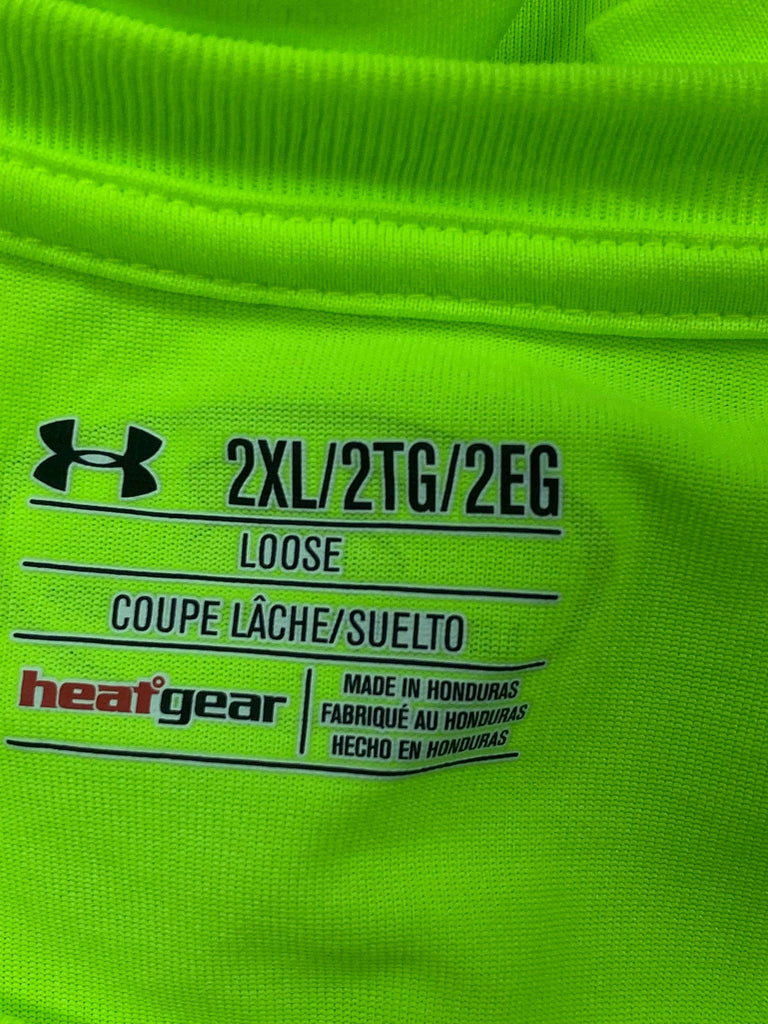 2XL/2TG/2EG
LOOSE
COUPE LÂCHE/SUELTO
heatgear
MADE IN HONDURAS
FABRIQUÉ AU HONDURAS
HECHO EN HONDURAS